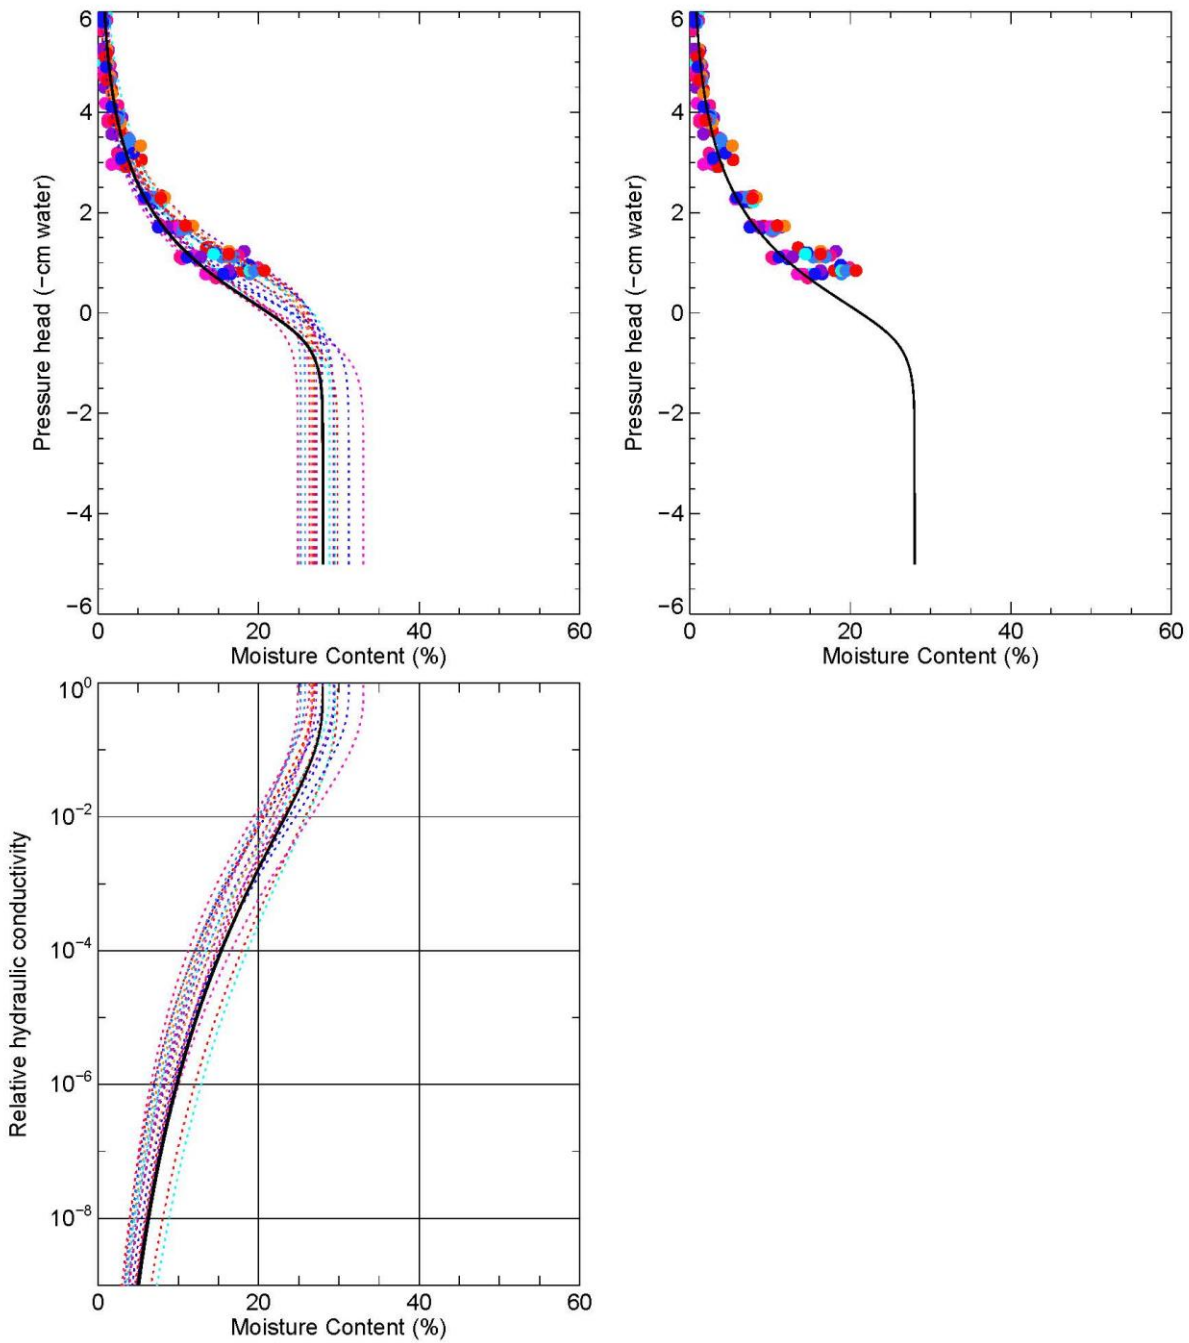 6
4
2
0
−2
−4
−6
Pressure head (−cm water)
0 20 40 60
Moisture Content (%)
6
4
2
0
−2
−4
−6
Pressure head (−cm water)
0 20 40 60
Moisture Content (%)
10⁰
10⁻²
10⁻⁴
10⁻⁶
10⁻⁸
Relative hydraulic conductivity
0 20 40 60
Moisture Content (%)